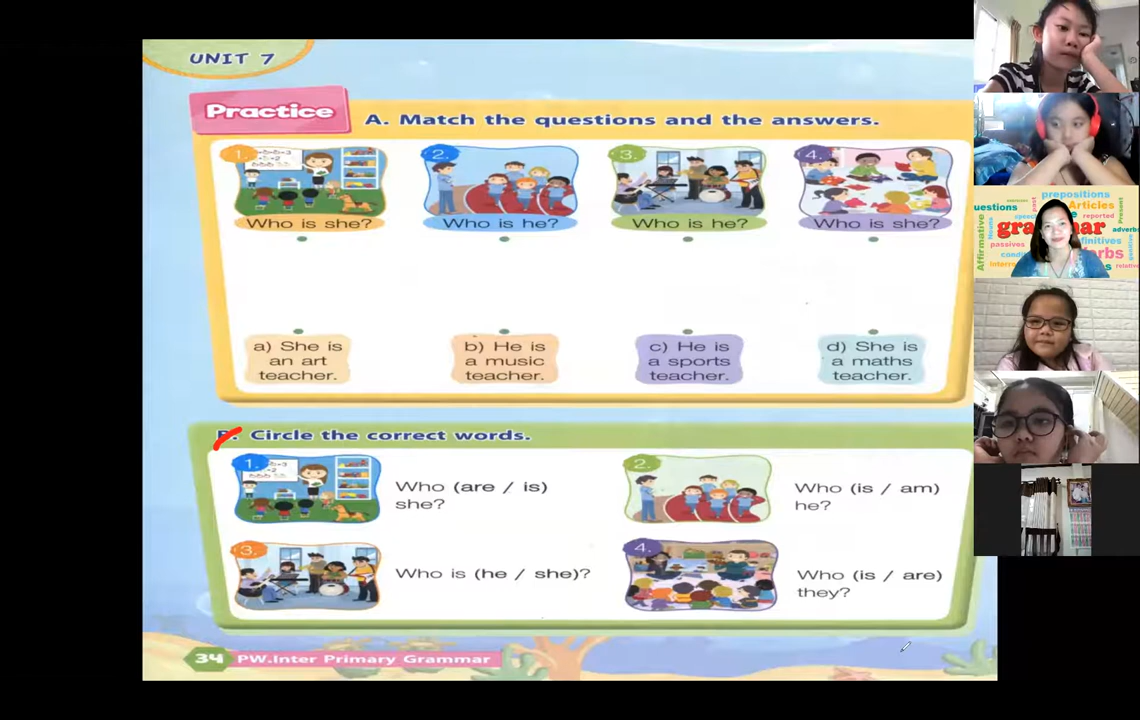 UNIT 7
Practice
A. Match the questions and the answers.
1.
2.
3.
4.
Who is she?
Who is he?
Who is he?
Who is she?
a) She is
an art
teacher.
b) He is
a music
teacher.
c) He is
a sports
teacher.
d) She is
a maths
teacher.
B. Circle the correct words.
1.
Who (are / is)
she?
2.
Who (is / am)
he?
3.
Who is (he / she)?
4.
Who (is / are)
they?
34 PW.Inter Primary Grammar
prepositions
Articles
reported
Affirmative
passives
Present